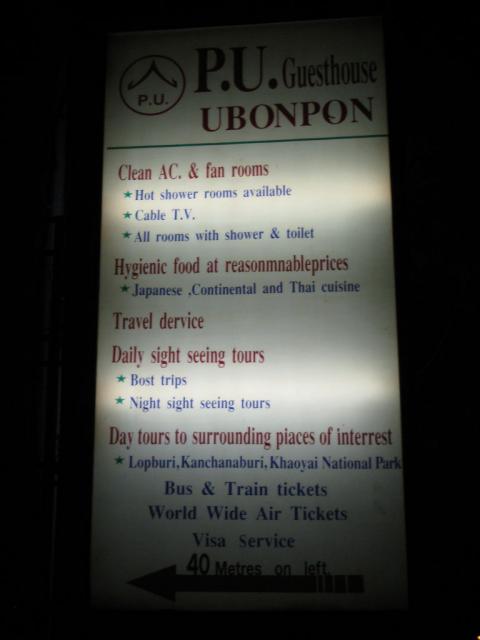 P.U. Guesthouse
P.U.
UBONPON
Clean AC. & fan rooms
★ Hot shower rooms available
★ Cable T.V.
★ All rooms with shower & toilet
Hygienic food at reasonmnableprices
★ Japanese ,Continental and Thai cuisine
Travel dervice
Daily sight seeing tours
★ Bost trips
★ Night sight seeing tours
Day tours to surrounding piaces of interrest
★ Lopburi,Kanchanaburi,Khaoyai National Park
Bus & Train tickets
World Wide Air Tickets
Visa Service
40 Metres on left.